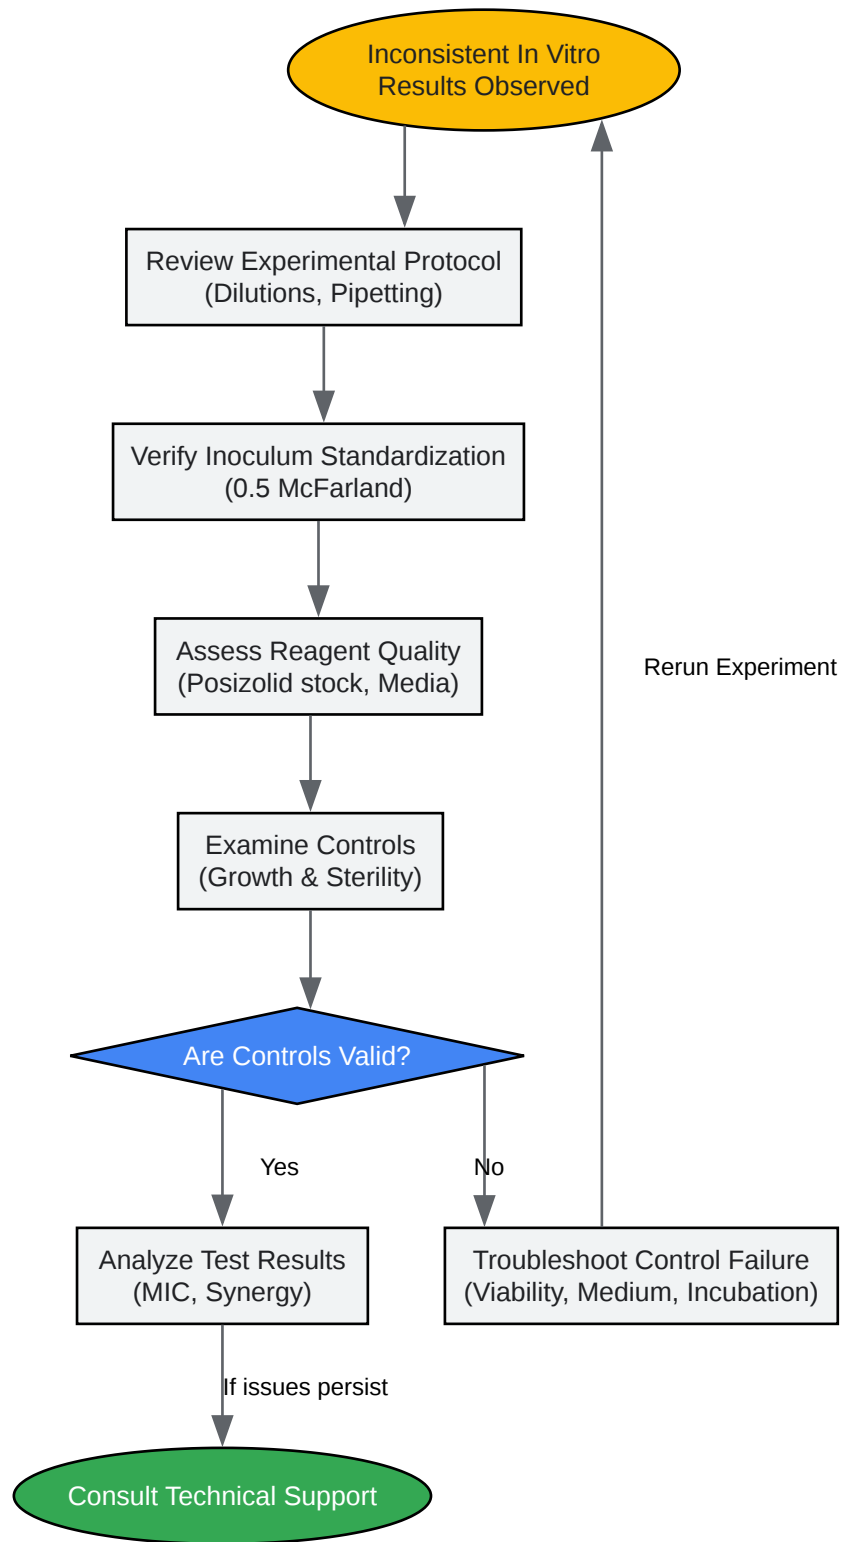 Inconsistent In Vitro
Results Observed
Review Experimental Protocol
(Dilutions, Pipetting)
Verify Inoculum Standardization
(0.5 McFarland)
Assess Reagent Quality
(Posizolid stock, Media)
Rerun Experiment
Examine Controls
(Growth & Sterility)
Are Controls Valid?
Yes
No
Analyze Test Results
(MIC, Synergy)
Troubleshoot Control Failure
(Viability, Medium, Incubation)
If issues persist
Consult Technical Support